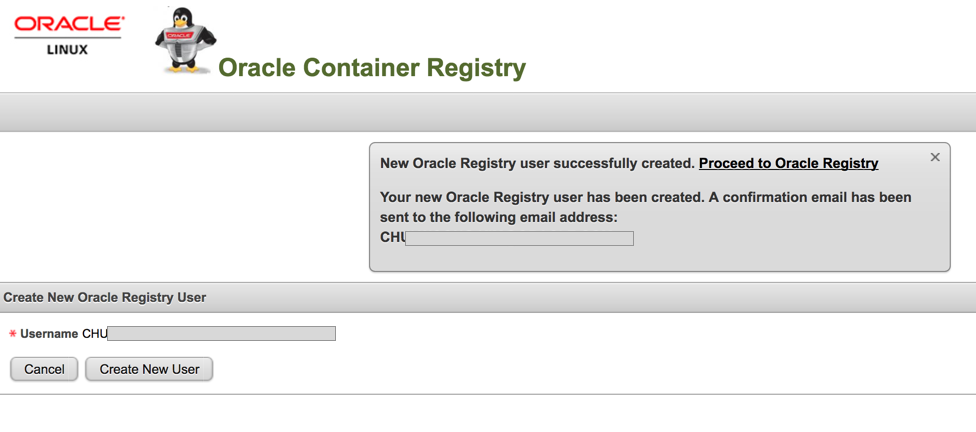 ORACLE
LINUX
ORACLE
Oracle Container Registry
New Oracle Registry user successfully created. Proceed to Oracle Registry
Your new Oracle Registry user has been created. A confirmation email has been
sent to the following email address:
CHU
Create New Oracle Registry User
* Username CHU
Cancel
Create New User